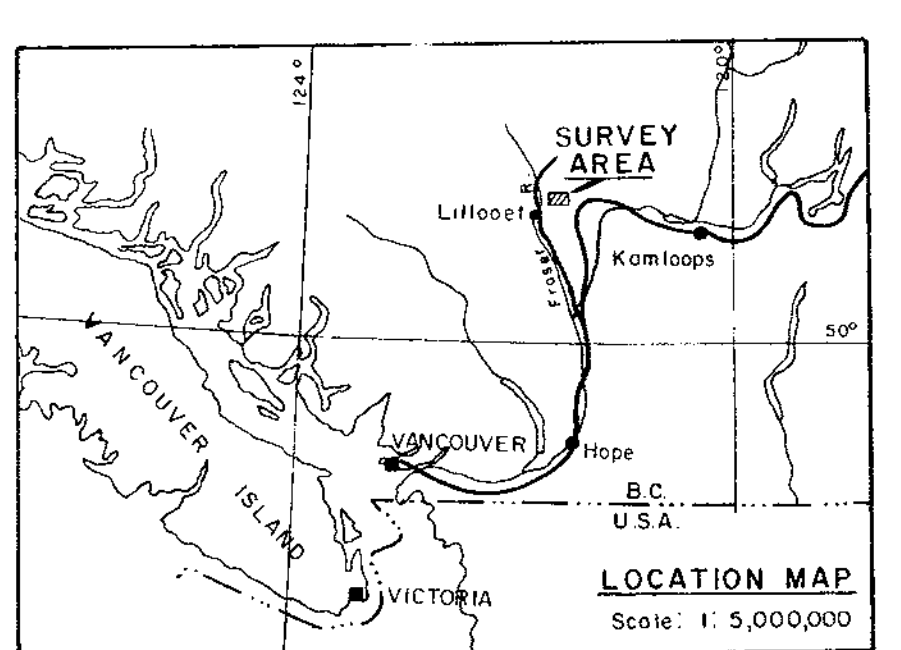 124°
120°
SURVEY
AREA
R.
Lillooet
Fraser
Kamloops
50°
VANCOUVER
ISLAND
VANCOUVER
Hope
B.C.
U.S.A.
VICTORIA
LOCATION MAP
Scale: 1: 5,000,000